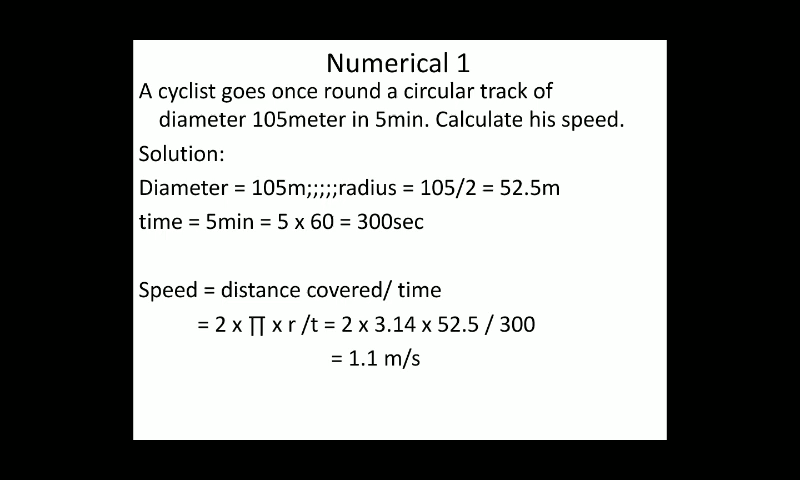 Numerical 1
A cyclist goes once round a circular track of
diameter 105meter in 5min. Calculate his speed.
Solution:
Diameter = 105m;;;;;radius = 105/2 = 52.5m
time = 5min = 5 x 60 = 300sec
Speed = distance covered/ time
= 2 x ∏ x r /t = 2 x 3.14 x 52.5 / 300
= 1.1 m/s